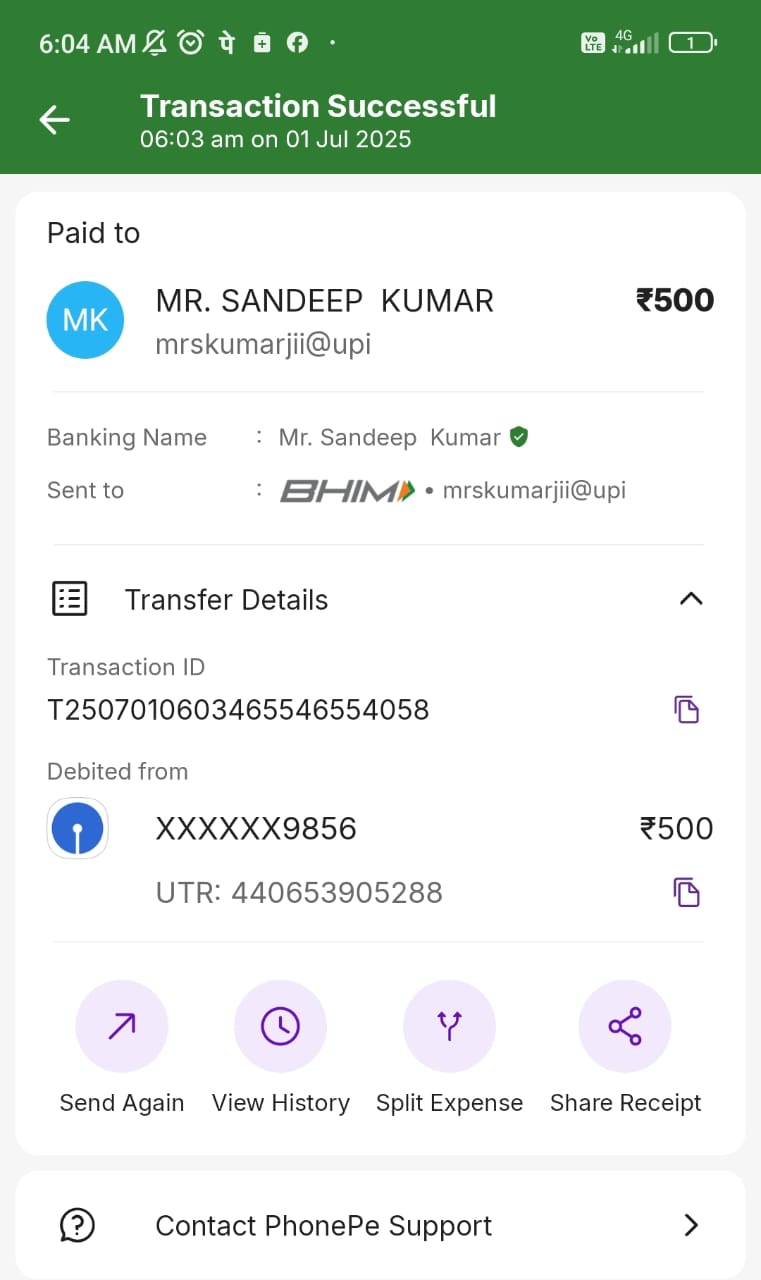 6:04 AM पे Vo LTE 4G 1
Transaction Successful
06:03 am on 01 Jul 2025
Paid to
MK MR. SANDEEP KUMAR ₹500
mrskumarjii@upi
Banking Name : Mr. Sandeep Kumar
Sent to : BHIM • mrskumarjii@upi
Transfer Details
Transaction ID
T2507010603465546554058
Debited from
XXXXXX9856 ₹500
UTR: 440653905288
Send Again View History Split Expense Share Receipt
Contact PhonePe Support